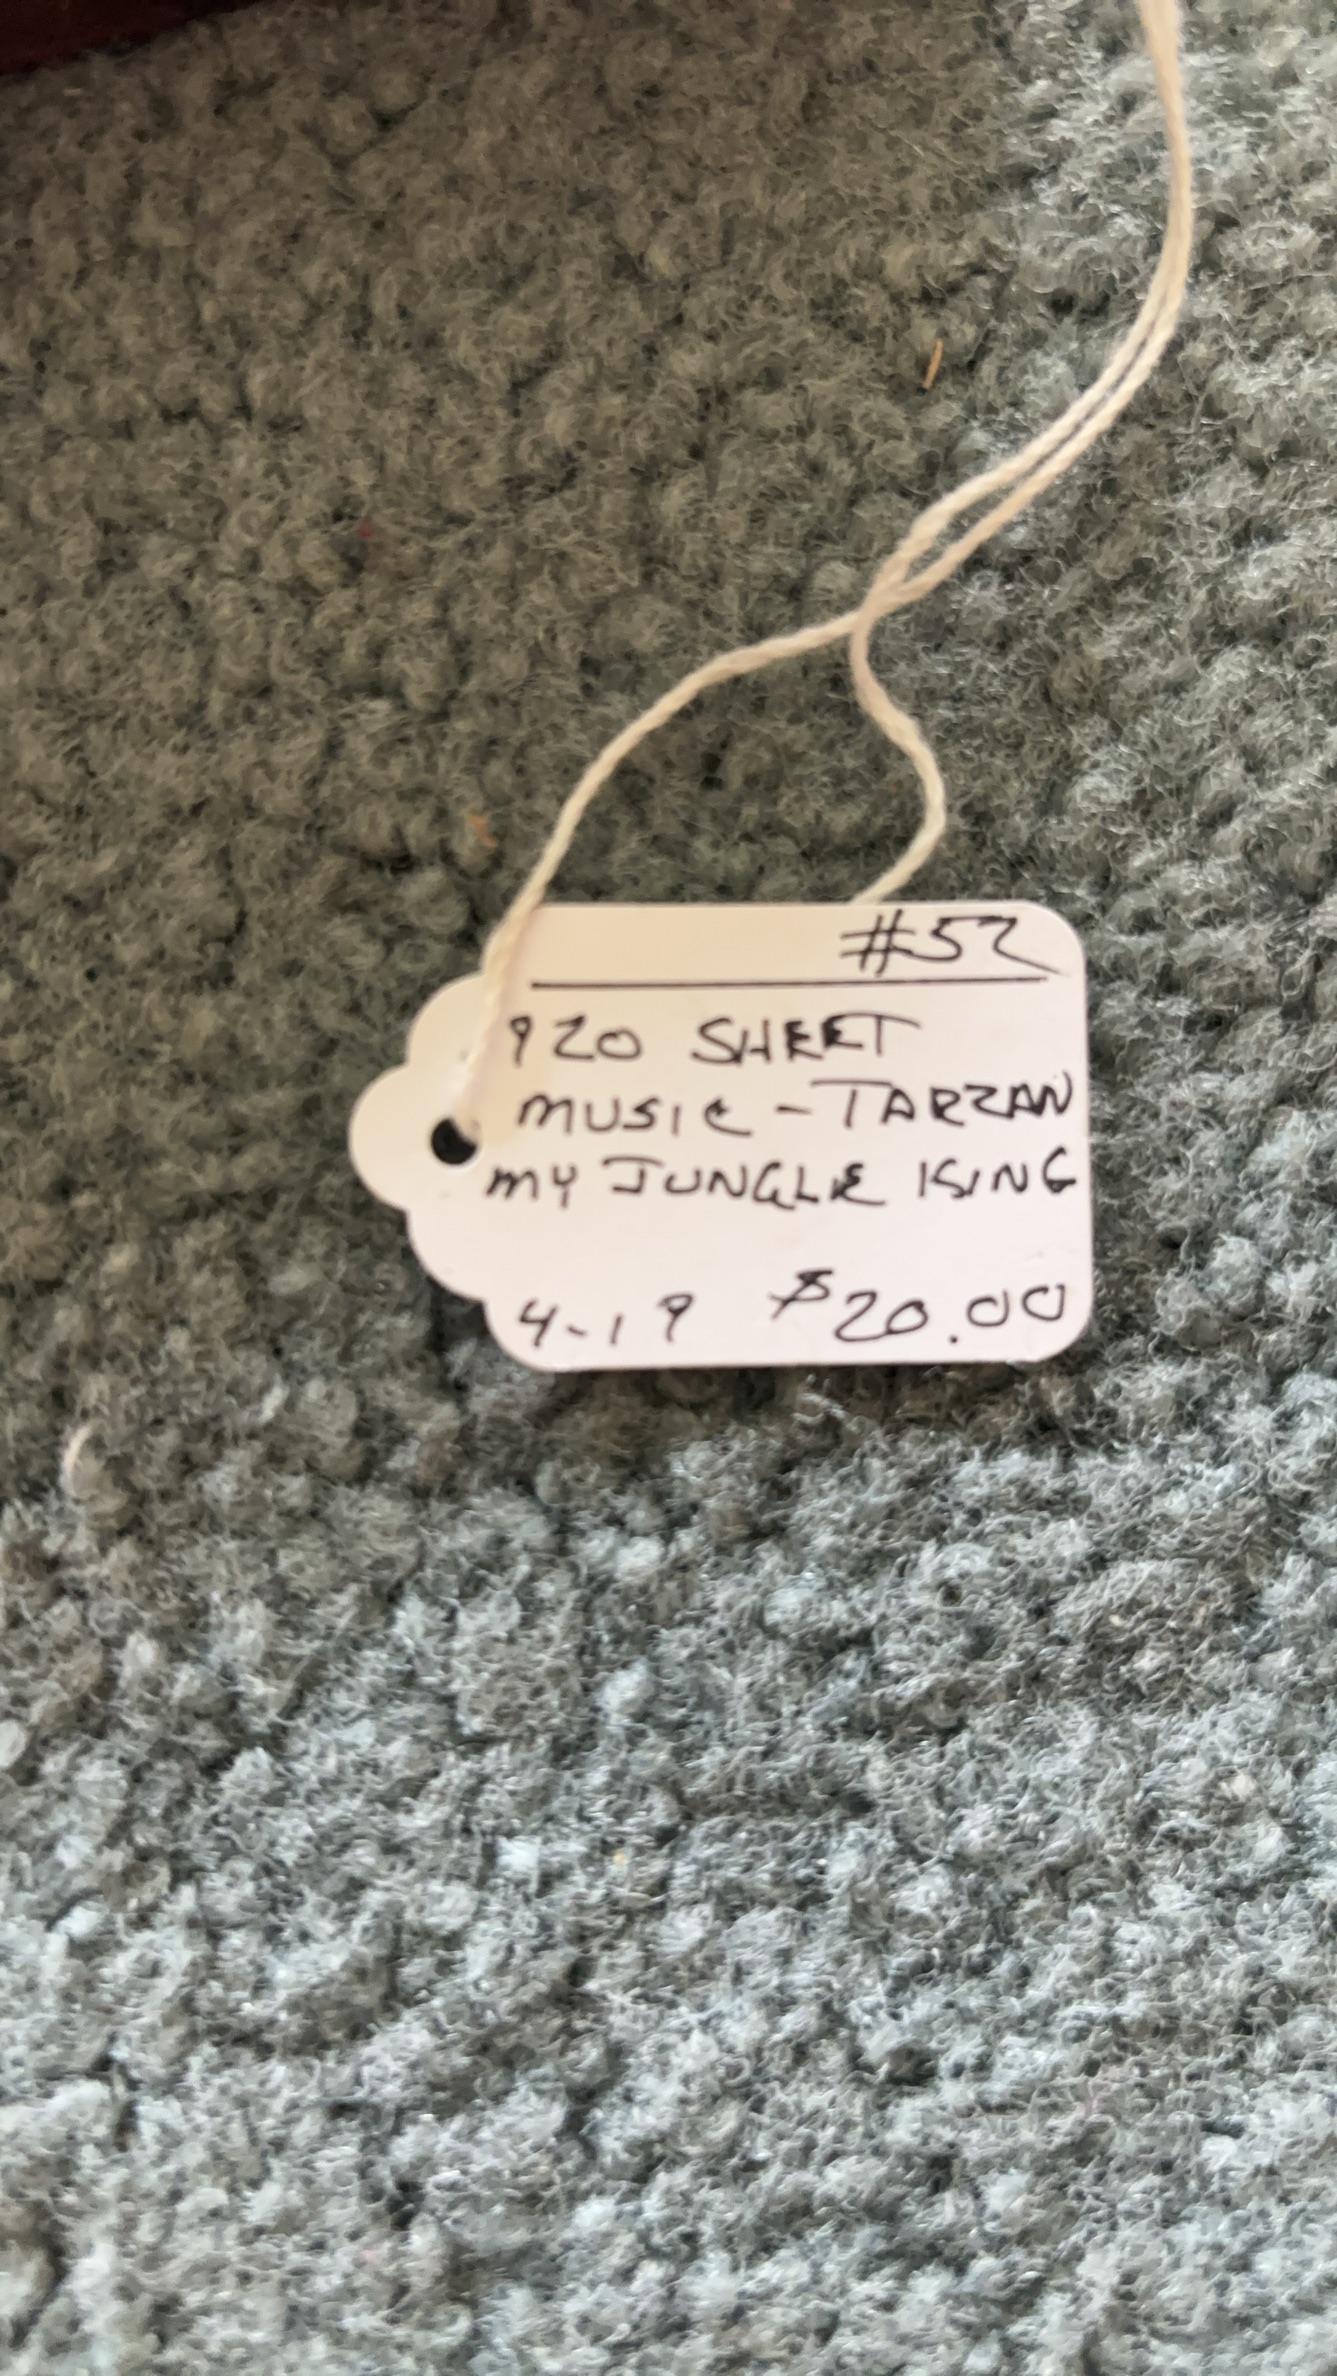 #52
920 SHEET
MUSIC - TARZAN
MY JUNGLE KING
4-19 $20.00